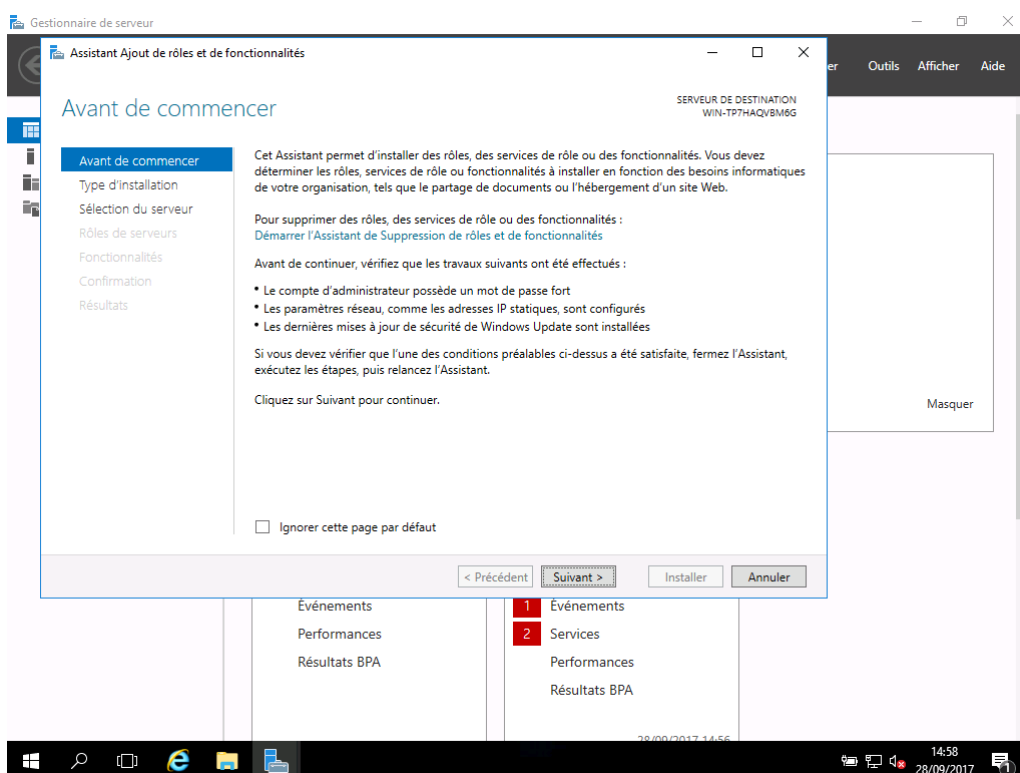 Gestionnaire de serveur
Assistant Ajout de rôles et de fonctionnalités
Outils Afficher Aide
Avant de commencer
SERVEUR DE DESTINATION
WIN-TP7HAQVBM6G
Avant de commencer
Type d'installation
Sélection du serveur
Rôles de serveurs
Fonctionnalités
Confirmation
Résultats
Cet Assistant permet d'installer des rôles, des services de rôle ou des fonctionnalités. Vous devez
déterminer les rôles, services de rôle ou fonctionnalités à installer en fonction des besoins informatiques
de votre organisation, tels que le partage de documents ou l'hébergement d'un site Web.
Pour supprimer des rôles, des services de rôle ou des fonctionnalités :
Démarrer l'Assistant de Suppression de rôles et de fonctionnalités
Avant de continuer, vérifiez que les travaux suivants ont été effectués :
• Le compte d'administrateur possède un mot de passe fort
• Les paramètres réseau, comme les adresses IP statiques, sont configurés
• Les dernières mises à jour de sécurité de Windows Update sont installées
Si vous devez vérifier que l'une des conditions préalables ci-dessus a été satisfaite, fermez l'Assistant,
exécutez les étapes, puis relancez l'Assistant.
Cliquez sur Suivant pour continuer.
Masquer
Ignorer cette page par défaut
< Précédent Suivant > Installer Annuler
Événements
Performances
Résultats BPA
1 Événements
2 Services
Performances
Résultats BPA
28/09/2017 14:56
14:58
28/09/2017
1